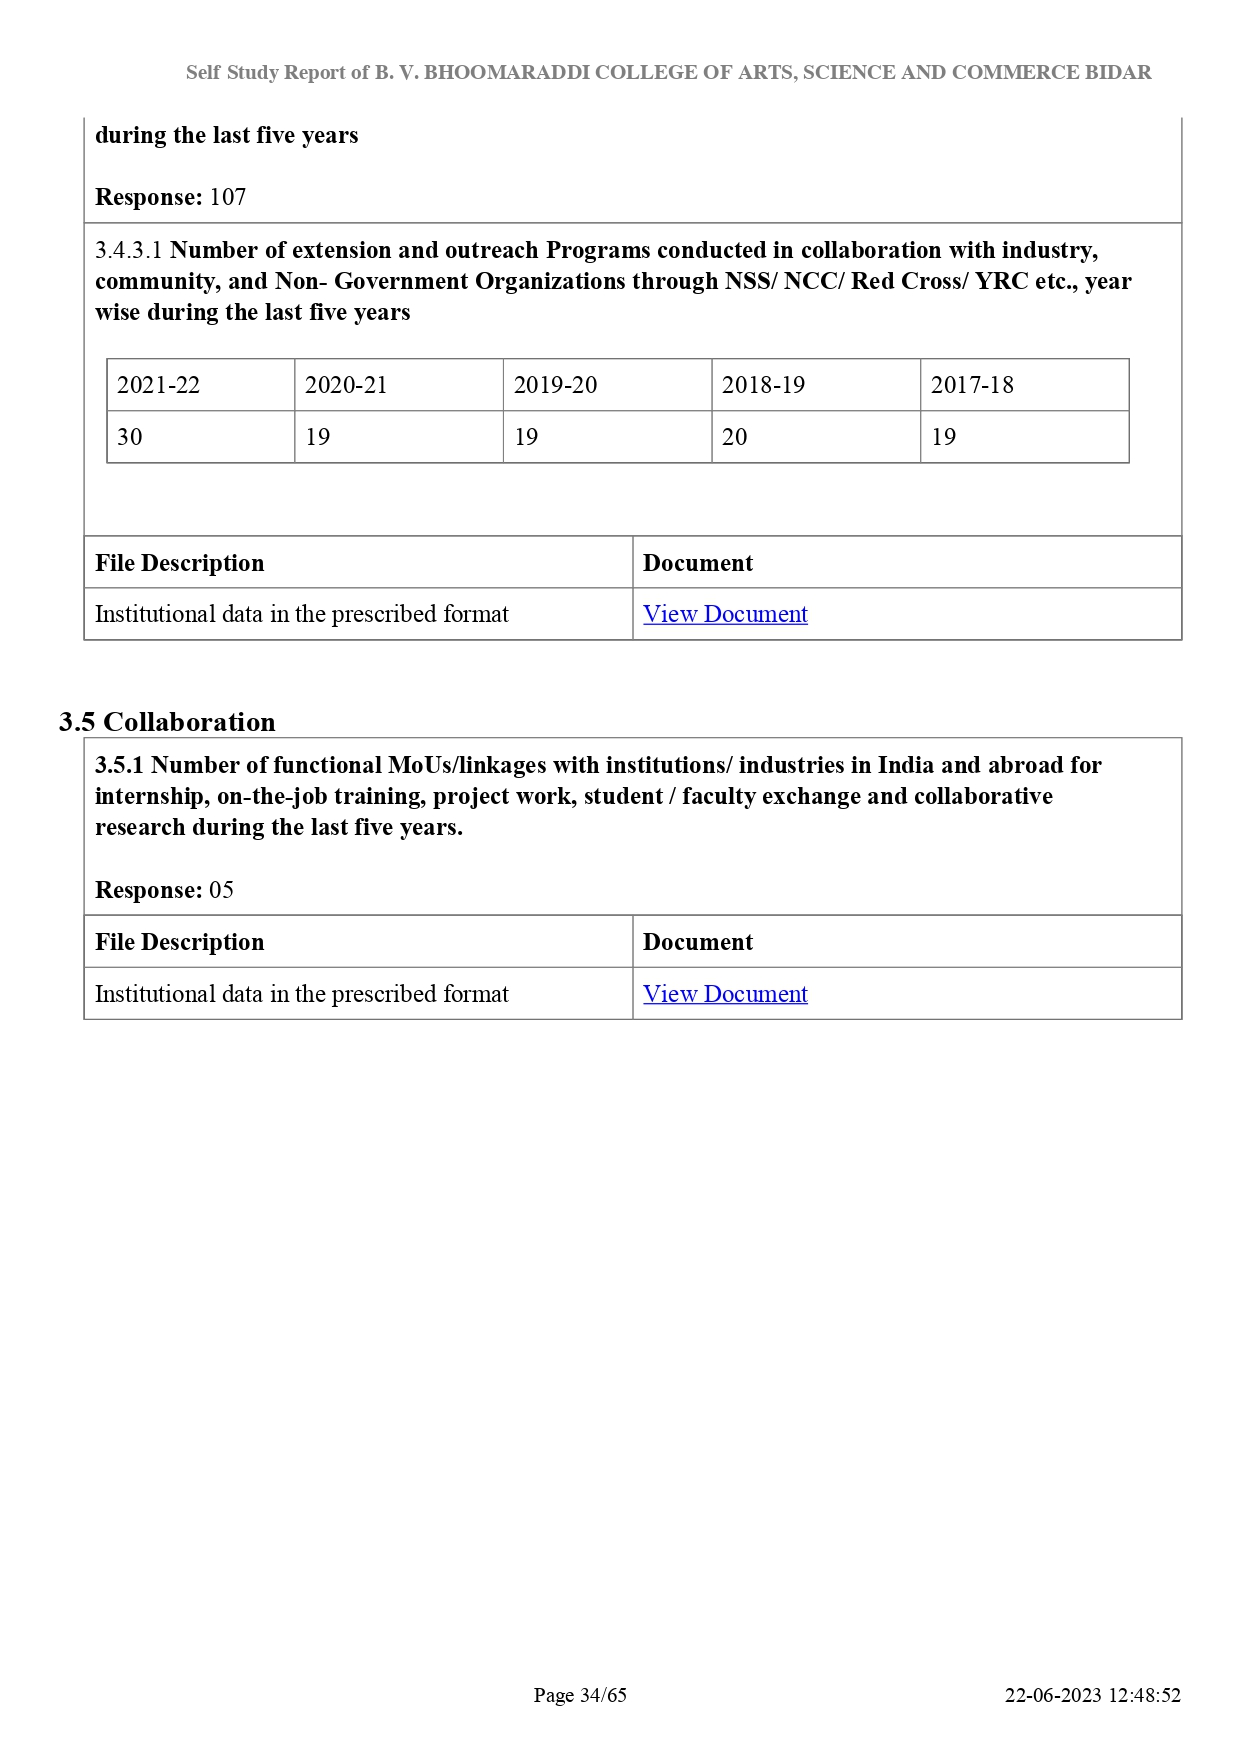 Self Study Report of B. V. BHOOMARADDI COLLEGE OF ARTS, SCIENCE AND COMMERCE BIDAR
during the last five years
Response: 107
3.4.3.1 Number of extension and outreach Programs conducted in collaboration with industry,
community, and Non- Government Organizations through NSS/ NCC/ Red Cross/ YRC etc., year
wise during the last five years
2021-22 2020-21 2019-20 2018-19 2017-18
30 19 19 20 19
File Description Document
Institutional data in the prescribed format View Document
3.5 Collaboration
3.5.1 Number of functional MoUs/linkages with institutions/ industries in India and abroad for
internship, on-the-job training, project work, student / faculty exchange and collaborative
research during the last five years.
Response: 05
File Description Document
Institutional data in the prescribed format View Document
Page 34/65 22-06-2023 12:48:52